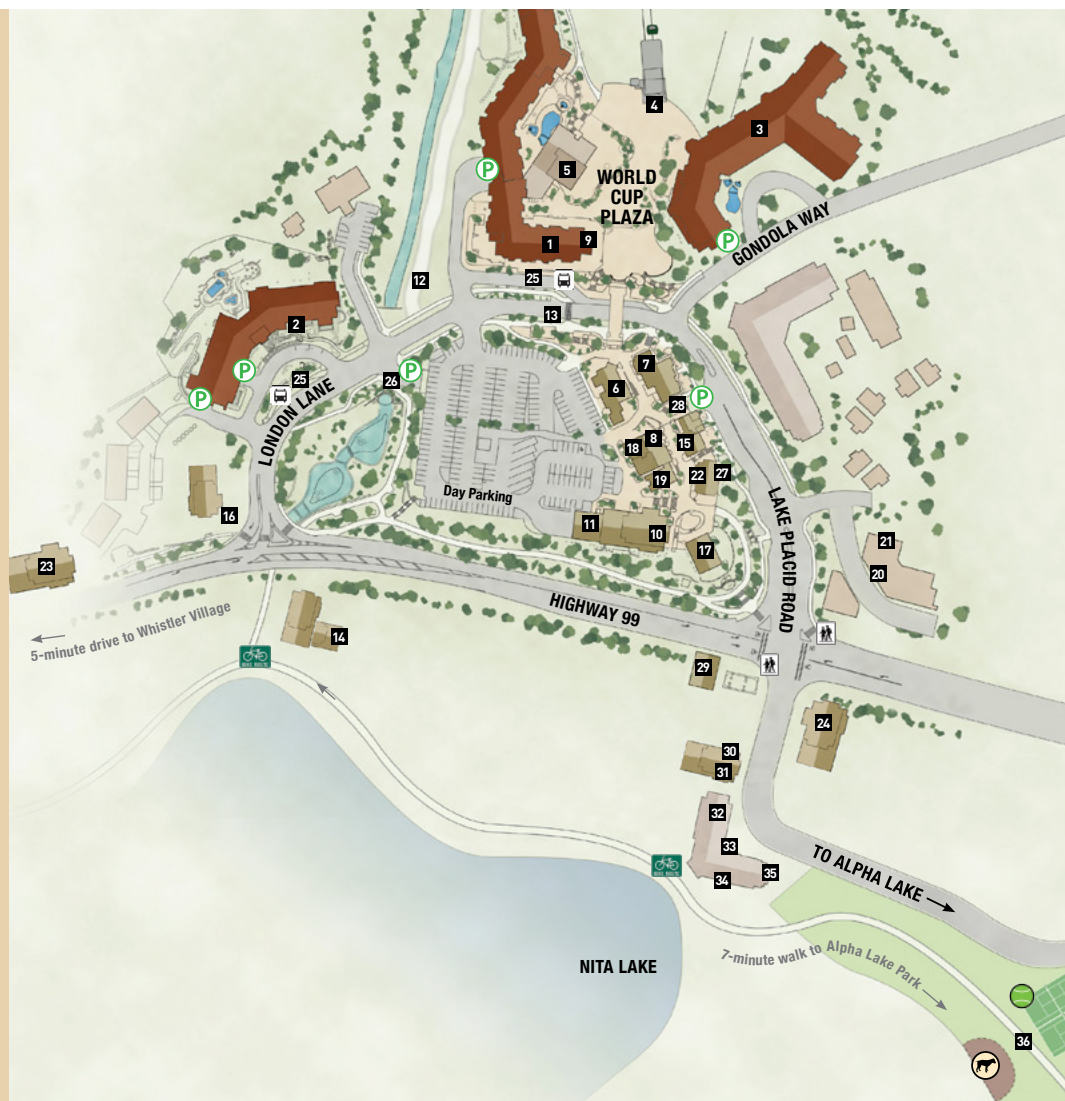 4
3
P
5
WORLD
CUP
PLAZA
1
9
P
GONDOLA WAY
12
25
13
2
P
P
25
LONDON LANE
26
P
7
6
28
P
8
18
15
19
22
27
Day Parking
LAKE PLACID ROAD
16
11
10
17
21
20
23
HIGHWAY 99
5-minute drive to Whistler Village
14
29
24
30
31
32
33
34
35
TO ALPHA LAKE
7-minute walk to Alpha Lake Park
NITA LAKE
36